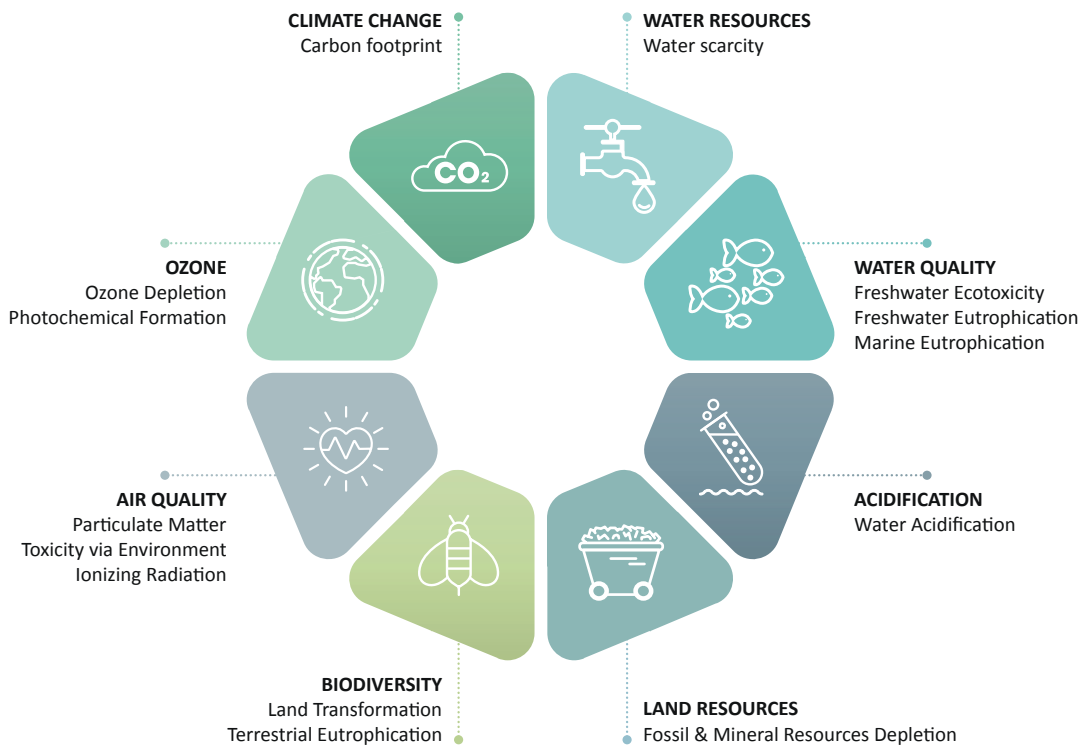 CLIMATE CHANGE
Carbon footprint
WATER RESOURCES
Water scarcity
CO2
OZONE
Ozone Depletion
Photochemical Formation
WATER QUALITY
Freshwater Ecotoxicity
Freshwater Eutrophication
Marine Eutrophication
AIR QUALITY
Particulate Matter
Toxicity via Environment
Ionizing Radiation
ACIDIFICATION
Water Acidification
BIODIVERSITY
Land Transformation
Terrestrial Eutrophication
LAND RESOURCES
Fossil & Mineral Resources Depletion